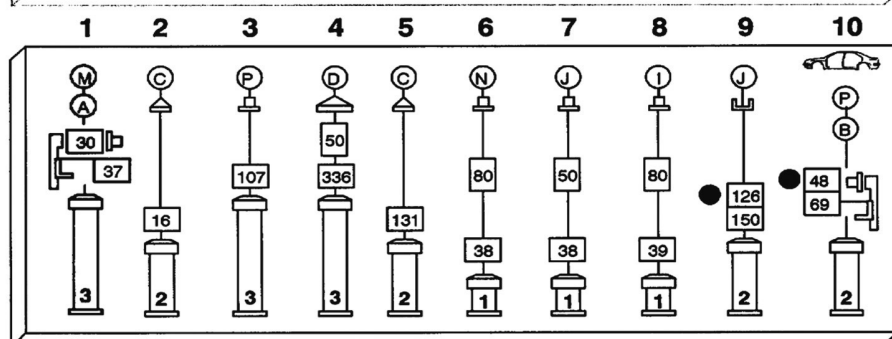 1 2 3 4 5 6 7 8 9 10
M C P D C N J I J P
A B
30 50
37 107 336 80 50 80 126 48
16 131 150 69
38 38 39
3 2 3 3 2 1 1 1 2 2